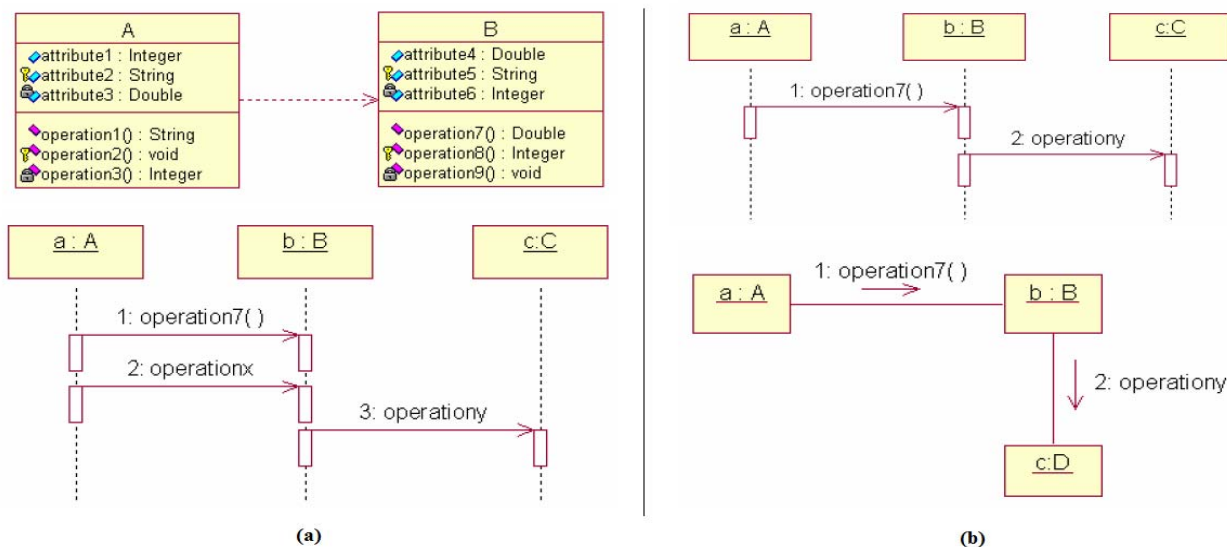 A
attribute1 : Integer
attribute2 : String
attribute3 : Double
operation1() : String
operation2() : void
operation3() : Integer
B
attribute4 : Double
attribute5 : String
attribute6 : Integer
operation7() : Double
operation8() : Integer
operation9() : void
a : A
b : B
c:C
1: operation7( )
2: operationx
3: operationy
(a)
a : A
b : B
c:C
1: operation7( )
2: operationy
1: operation7( )
a : A
b : B
2: operationy
c:D
(b)